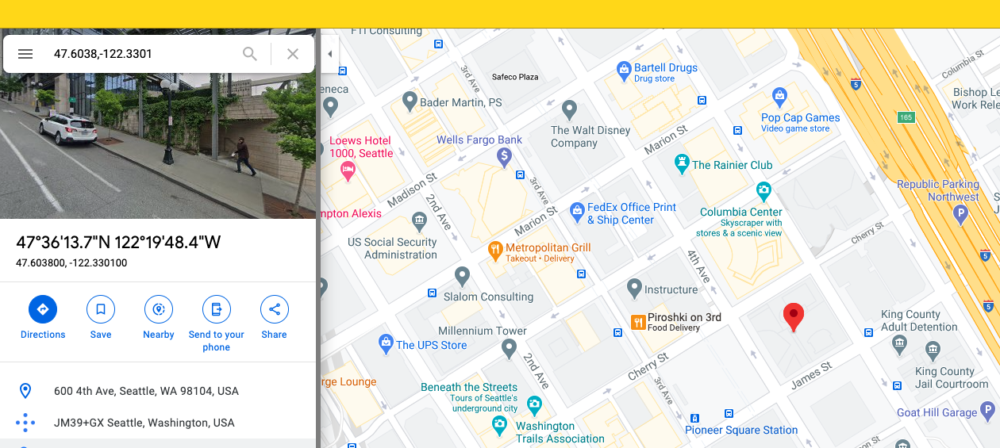 47.6038,-122.3301
47°36'13.7"N 122°19'48.4"W
47.603800, -122.330100
Directions
Save
Nearby
Send to your
phone
Share
600 4th Ave, Seattle, WA 98104, USA
JM39+GX Seattle, Washington, USA
FTI Consulting
3rd Ave
Safeco Plaza
Bartell Drugs
Drug store
Columbia St
5
165
eneca
Bader Martin, PS
The Walt Disney
Company
Pop Cap Games
Video game store
Bishop Le
Work Rele
Loews Hotel
1000, Seattle
Wells Fargo Bank
$
Marion St
The Rainier Club
Madison St
2nd Ave
3rd Ave
Republic Parking
Northwest
P
S
J
mpton Alexis
FedEx Office Print
& Ship Center
Columbia Center
Skyscraper with
stores & a scenic view
Marion St
US Social Security
Administration
Metropolitan Grill
Takeout • Delivery
Cherry St
5
4th Ave
Slalom Consulting
Instructure
5
Millennium Tower
Piroshki on 3rd
Food Delivery
King County
Adult Detention
The UPS Store
2nd Ave
Cherry St
James St
King County
Jail Courtroom
rge Lounge
Beneath the Streets
Tours of Seattle's
underground city
3rd Ave
Goat Hill Garage
P
Washington
Trails Association
Pioneer Square Station
on St